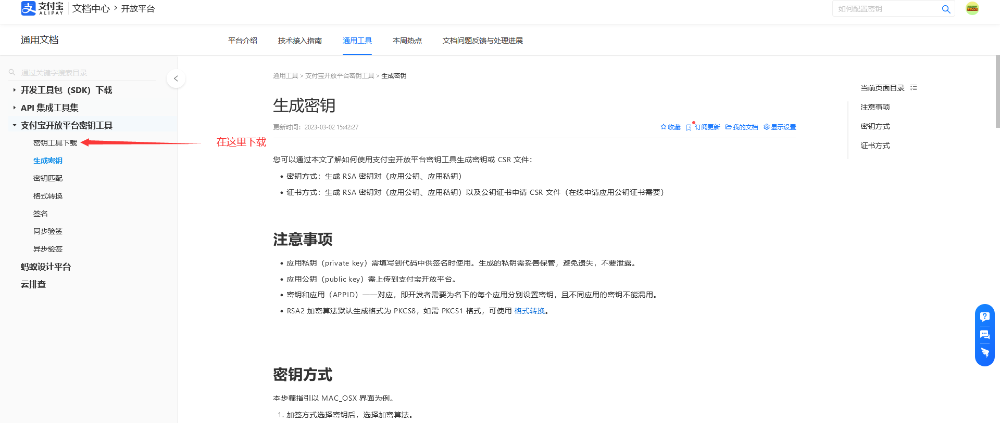 支付宝 ALIPAY 文档中心 > 开放平台
如何配置密钥
通用文档
平台介绍 技术接入指南 通用工具 本周热点 文档问题反馈与处理进展
通过关键字搜索目录
开发工具包（SDK）下载
API 集成工具集
支付宝开放平台密钥工具
密钥工具下载
生成密钥
密钥匹配
格式转换
签名
同步验签
异步验签
蚂蚁设计平台
云排查
在这里下载
通用工具 > 支付宝开放平台密钥工具 > 生成密钥
生成密钥
更新时间：2023-03-02 15:42:27
收藏 订阅更新 我的文档 显示设置
您可以通过本文了解如何使用支付宝开放平台密钥工具生成密钥或 CSR 文件：
• 密钥方式：生成 RSA 密钥对（应用公钥、应用私钥）
• 证书方式：生成 RSA 密钥对（应用公钥、应用私钥）以及公钥证书申请 CSR 文件（在线申请应用公钥证书需要）
注意事项
• 应用私钥（private key）需填写到代码中供签名时使用。生成的私钥需妥善保管，避免遗失，不要泄露。
• 应用公钥（public key）需上传到支付宝开放平台。
• 密钥和应用（APPID）一一对应，即开发者需要为名下的每个应用分别设置密钥，且不同应用的密钥不能混用。
• RSA2 加密算法默认生成格式为 PKCS8，如需 PKCS1 格式，可使用 格式转换。
密钥方式
本步骤指引以 MAC_OSX 界面为例。
1. 加签方式选择密钥后，选择加密算法。
当前页面目录
注意事项
密钥方式
证书方式